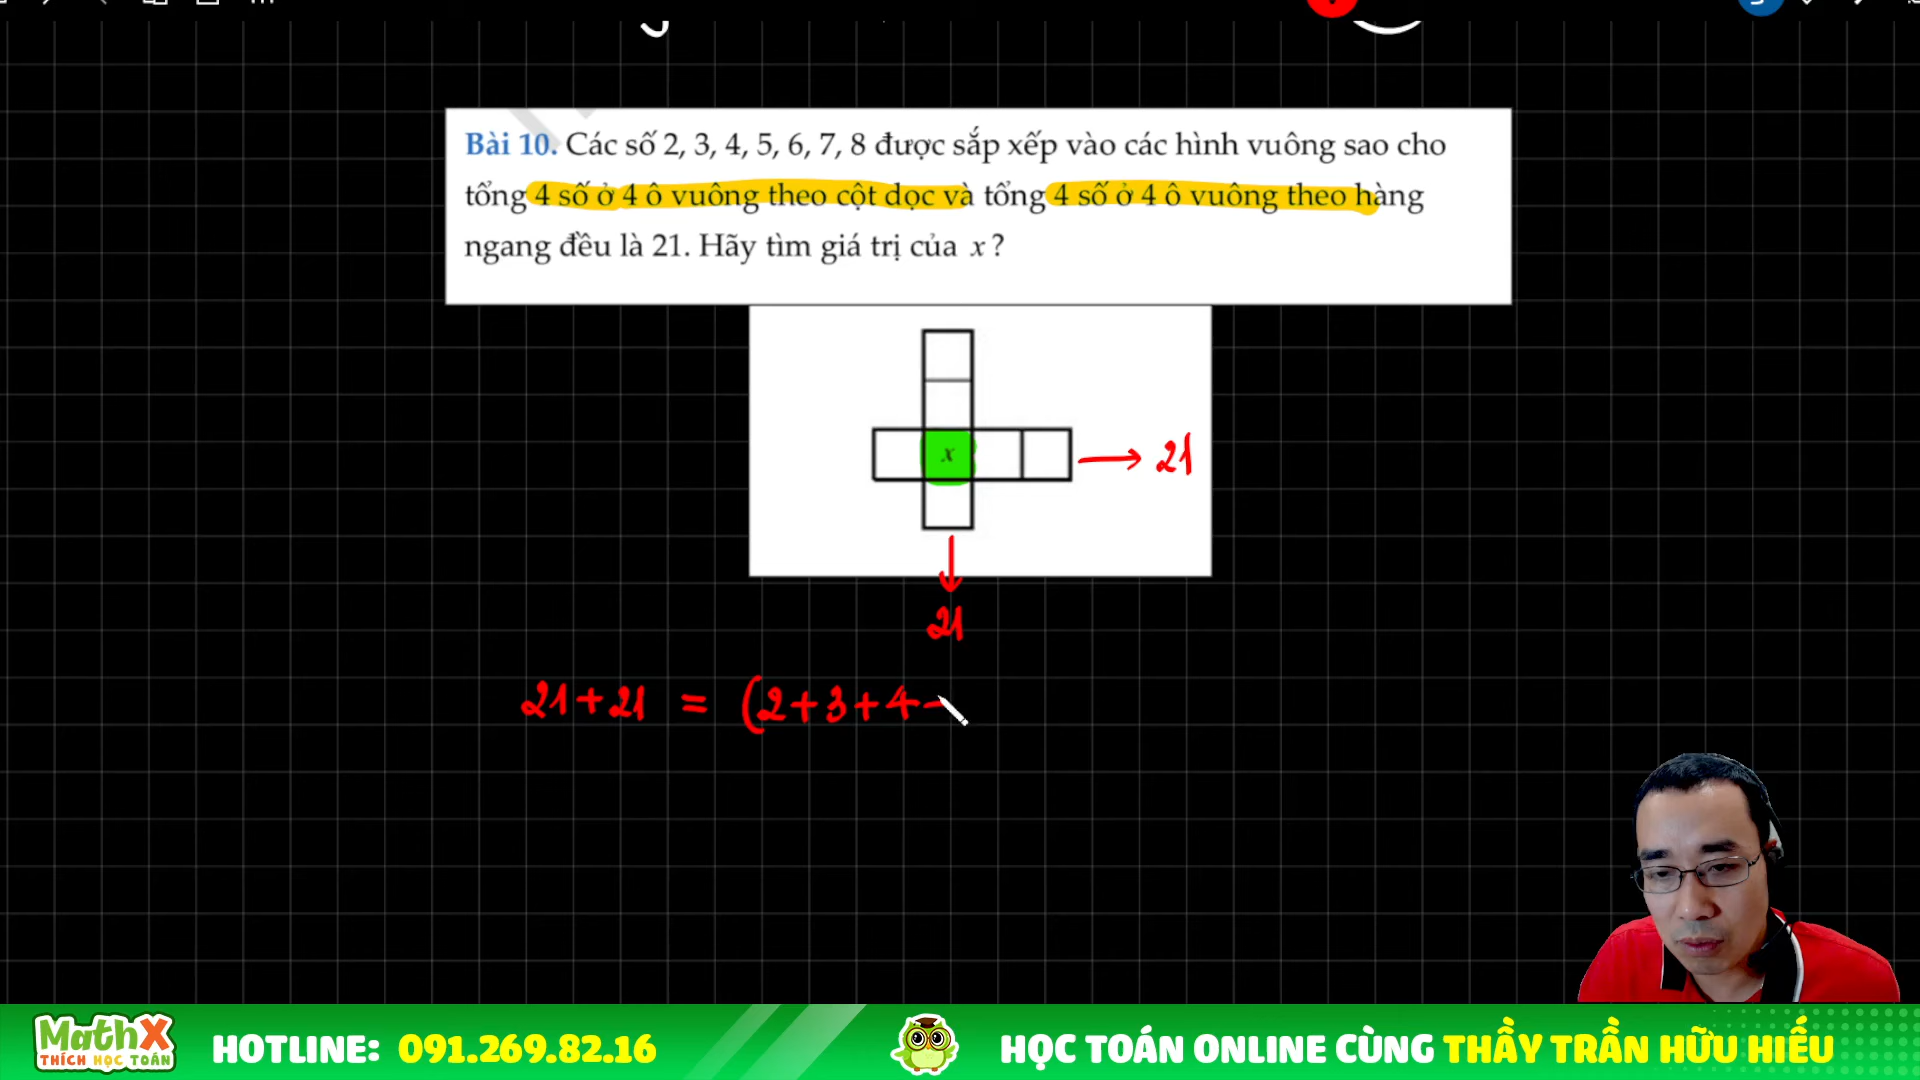 Bài 10. Các số 2, 3, 4, 5, 6, 7, 8 được sắp xếp vào các hình vuông sao cho
tổng 4 số ở 4 ô vuông theo cột dọc và tổng 4 số ở 4 ô vuông theo hàng
ngang đều là 21. Hãy tìm giá trị của x ?
x
21
21
21+21 = (2+3+4-
MathX
THÍCH HỌC TOÁN
HOTLINE: 091.269.82.16
HỌC TOÁN ONLINE CÙNG THẦY TRẦN HỮU HIẾU